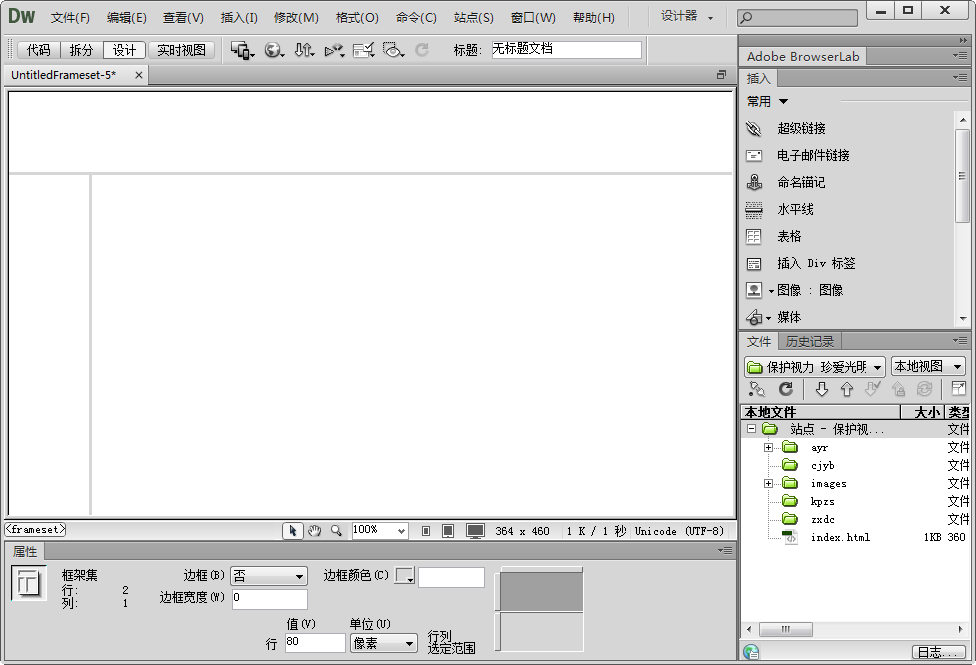 Dw 文件(F) 编辑(E) 查看(V) 插入(I) 修改(M) 格式(O) 命令(C) 站点(S) 窗口(W) 帮助(H) 设计器
代码 拆分 设计 实时视图 标题: 无标题文档
Adobe BrowserLab
UntitledFrameset-5*
插入
常用
超级链接
电子邮件链接
命名锚记
水平线
表格
插入 Div 标签
图像 : 图像
媒体
文件 历史记录
保护视力 珍爱光明 本地视图
本地文件 大小 类型
站点 - 保护视... 文件
ayr 文件
cjyb 文件
images 文件
kpzs 文件
zxdc 文件
index.html 1KB 360
日志...
<frameset> 100% 364 x 460 1 K / 1 秒 Unicode (UTF-8)
属性
框架集 边框(B) 否 边框颜色(C)
行: 2
列: 1 边框宽度(W) 0
值(V) 单位(U)
行 80 像素 行列
选定范围